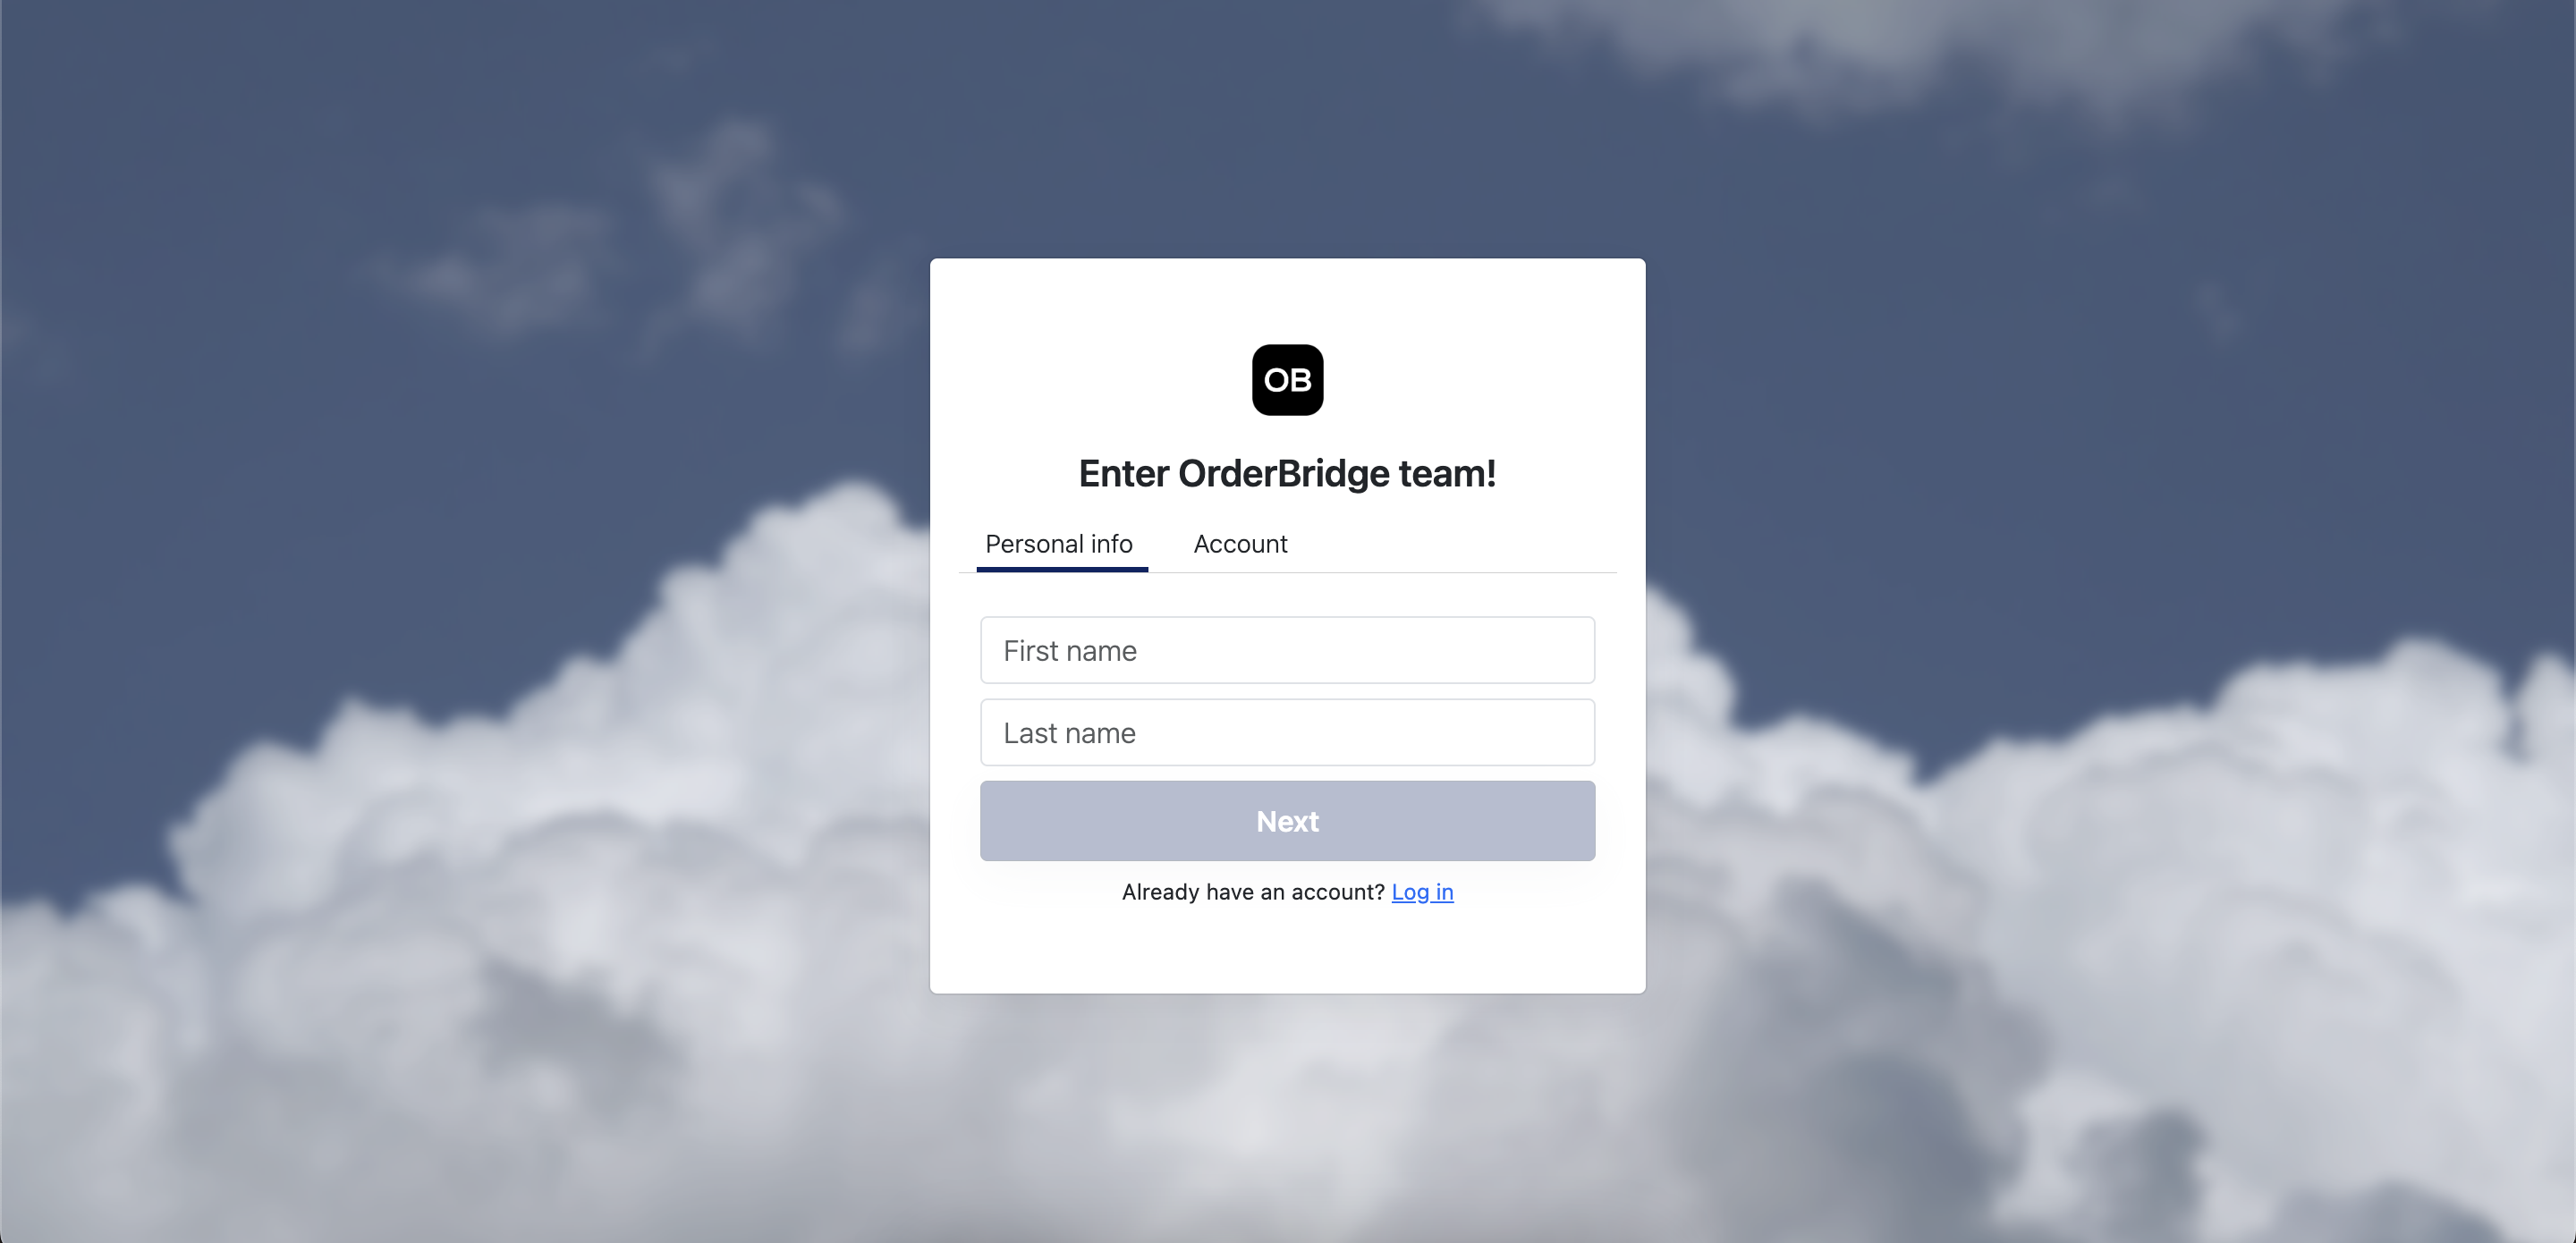 OB
Enter OrderBridge team!
Personal info Account
First name
Last name
Next
Already have an account? Log in